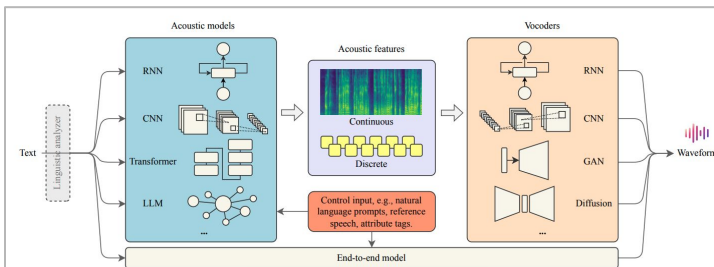 Acoustic models
Vocoders
Acoustic features
RNN
RNN
CNN
Continuous
CNN
Text
Linguistic analyzer
Transformer
Discrete
GAN
Waveform
LLM
Control input, e.g., natural
language prompts, reference
speech, attribute tags.
Diffusion
...
...
End-to-end model